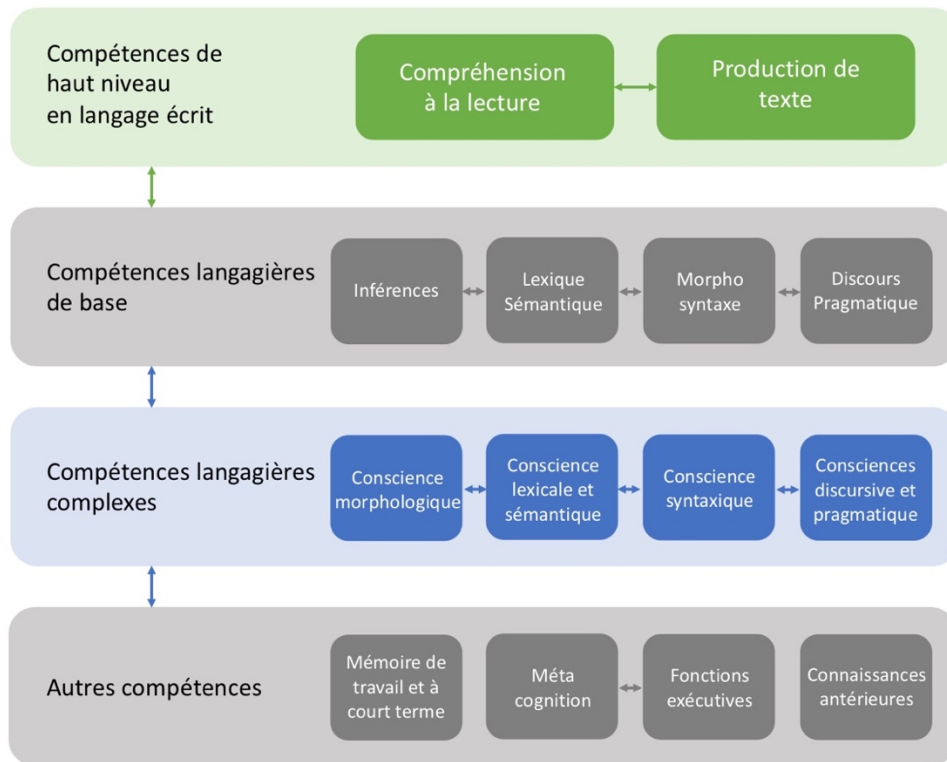 Compétences de
haut niveau
en langage écrit
Compréhension
à la lecture
Production de
texte
Compétences langagières
de base
Inférences
Lexique
Sémantique
Morpho
syntaxe
Discours
Pragmatique
Compétences langagières
complexes
Conscience
morphologique
Conscience
lexicale et
sémantique
Conscience
syntaxique
Consciences
discursive et
pragmatique
Autres compétences
Mémoire de
travail et à
court terme
Méta
cognition
Fonctions
exécutives
Connaissances
antérieures